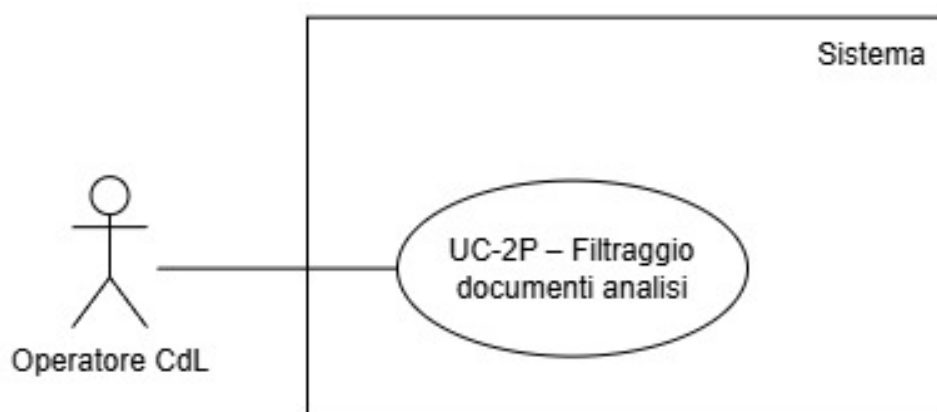 Sistema
UC-2P – Filtraggio
documenti analisi
Operatore CdL